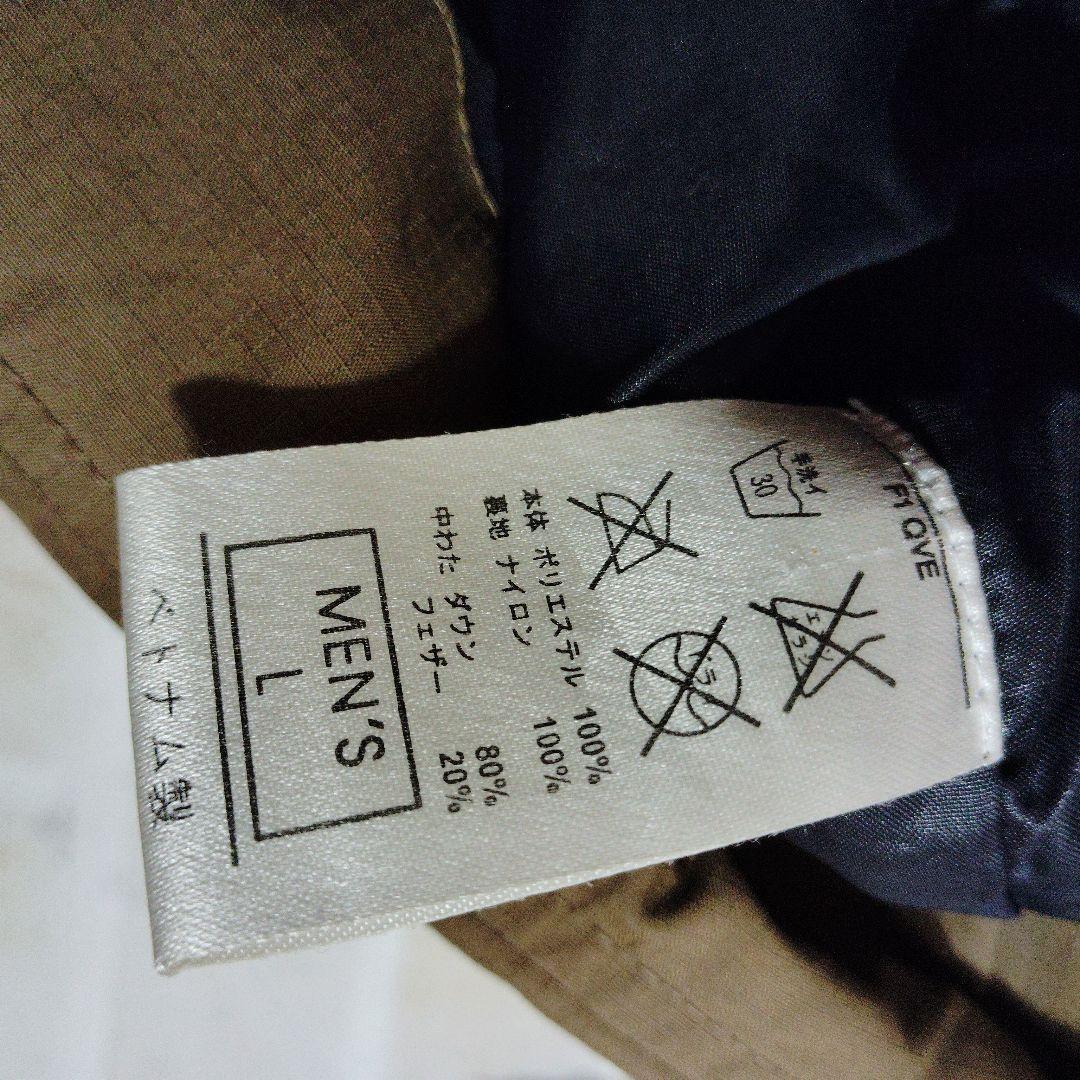 F1 QVE
手洗イ
30
エンソ
ドライ
本体 ポリエステル 100%
裏地 ナイロン 100%
中わた ダウン 80%
フェザー 20%
MEN'S
L
ベトナム製